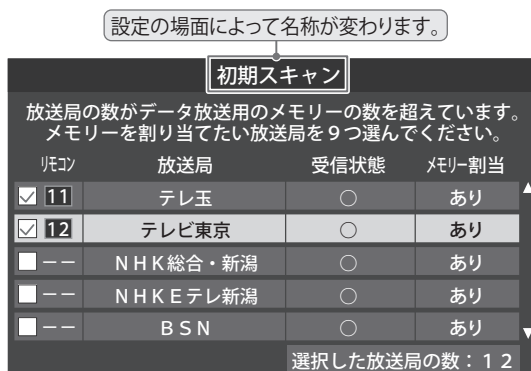 設定の場面によって名称が変わります。
初期スキャン
放送局の数がデータ放送用のメモリーの数を超えています。
メモリーを割り当てたい放送局を9つ選んでください。
リモコン 放送局 受信状態 メモリー割当
11 テレ玉 ○ あり
12 テレビ東京 ○ あり
−− NHK総合・新潟 ○ あり
−− NHKEテレ新潟 ○ あり
−− BSN ○ あり
選択した放送局の数:12